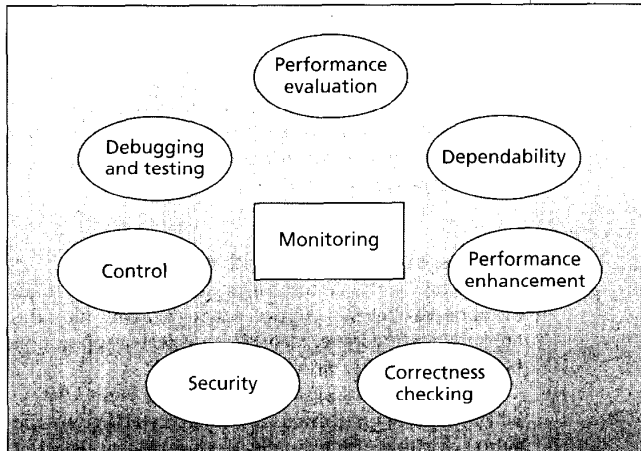 Performance
evaluation
Debugging
and testing
Dependability
Monitoring
Control
Performance
enhancement
Security
Correctness
checking